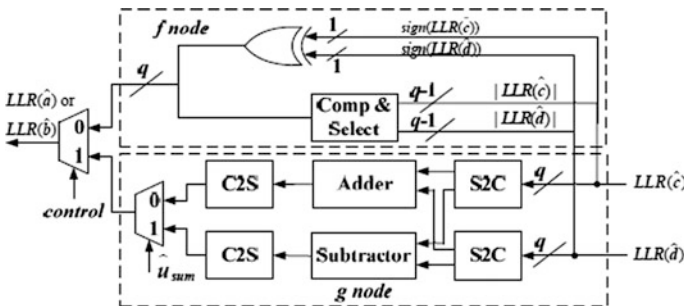 f node
1
sign(LLR(ĉ))
sign(LLR(d̂))
1
q
LLR(â) or
LLR(b̂)
0
1
control
Comp &
Select
q-1
|LLR(ĉ)|
q-1
|LLR(d̂)|
C2S
Adder
S2C
q
LLR(ĉ)
0
1
û sum
C2S
Subtractor
S2C
q
LLR(d̂)
g node